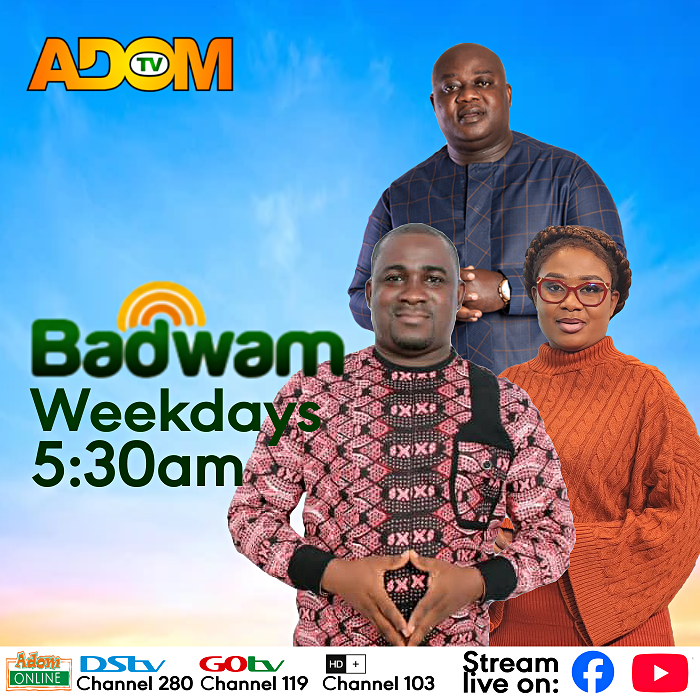 ADOM
TV
Badwam
Weekdays
5:30am
Adom
ONLINE
DStv
Channel 280
GOtv
Channel 119
HD +
Channel 103
Stream
live on: